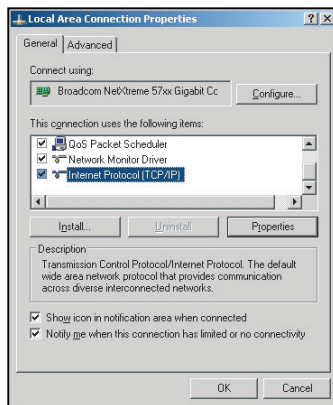 Local Area Connection Properties
General Advanced
Connect using:
Broadcom NetXtreme 57xx Gigabit Cc
Configure...
This connection uses the following items:
QoS Packet Scheduler
Network Monitor Driver
Internet Protocol (TCP/IP)
Install... Uninstall Properties
Description
Transmission Control Protocol/Internet Protocol. The default
wide area network protocol that provides communication
across diverse interconnected networks.
Show icon in notification area when connected
Notify me when this connection has limited or no connectivity
OK Cancel